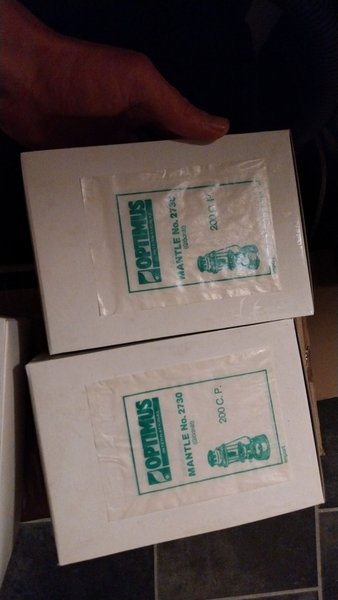 OPTIMUS
MANTLE No. 2730
200 C. P.
OPTIMUS
MANTLE No. 2730
200 C. P.